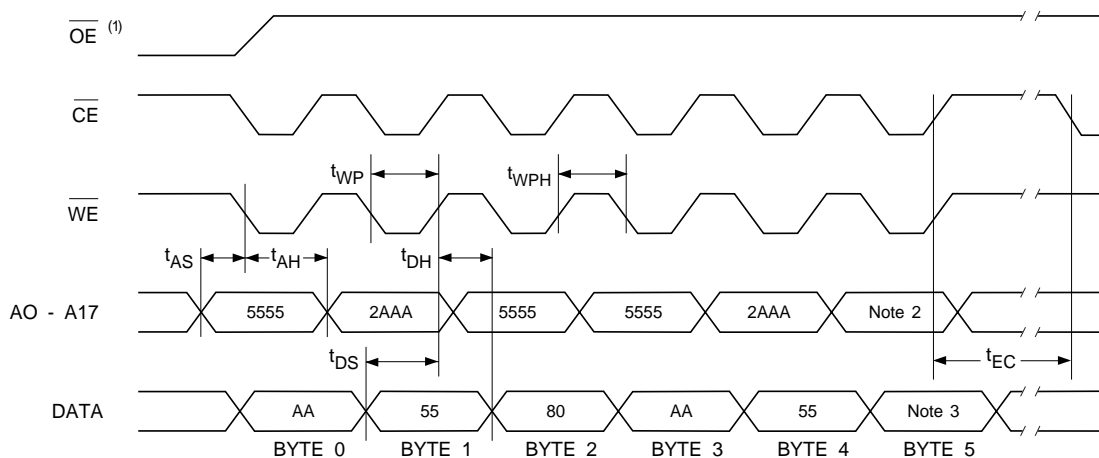 OE (1)
CE
tWP tWPH
WE
tAS tAH tDH
AO - A17 5555 2AAA 5555 5555 2AAA Note 2
tDS tEC
DATA AA 55 80 AA 55 Note 3
BYTE 0 BYTE 1 BYTE 2 BYTE 3 BYTE 4 BYTE 5